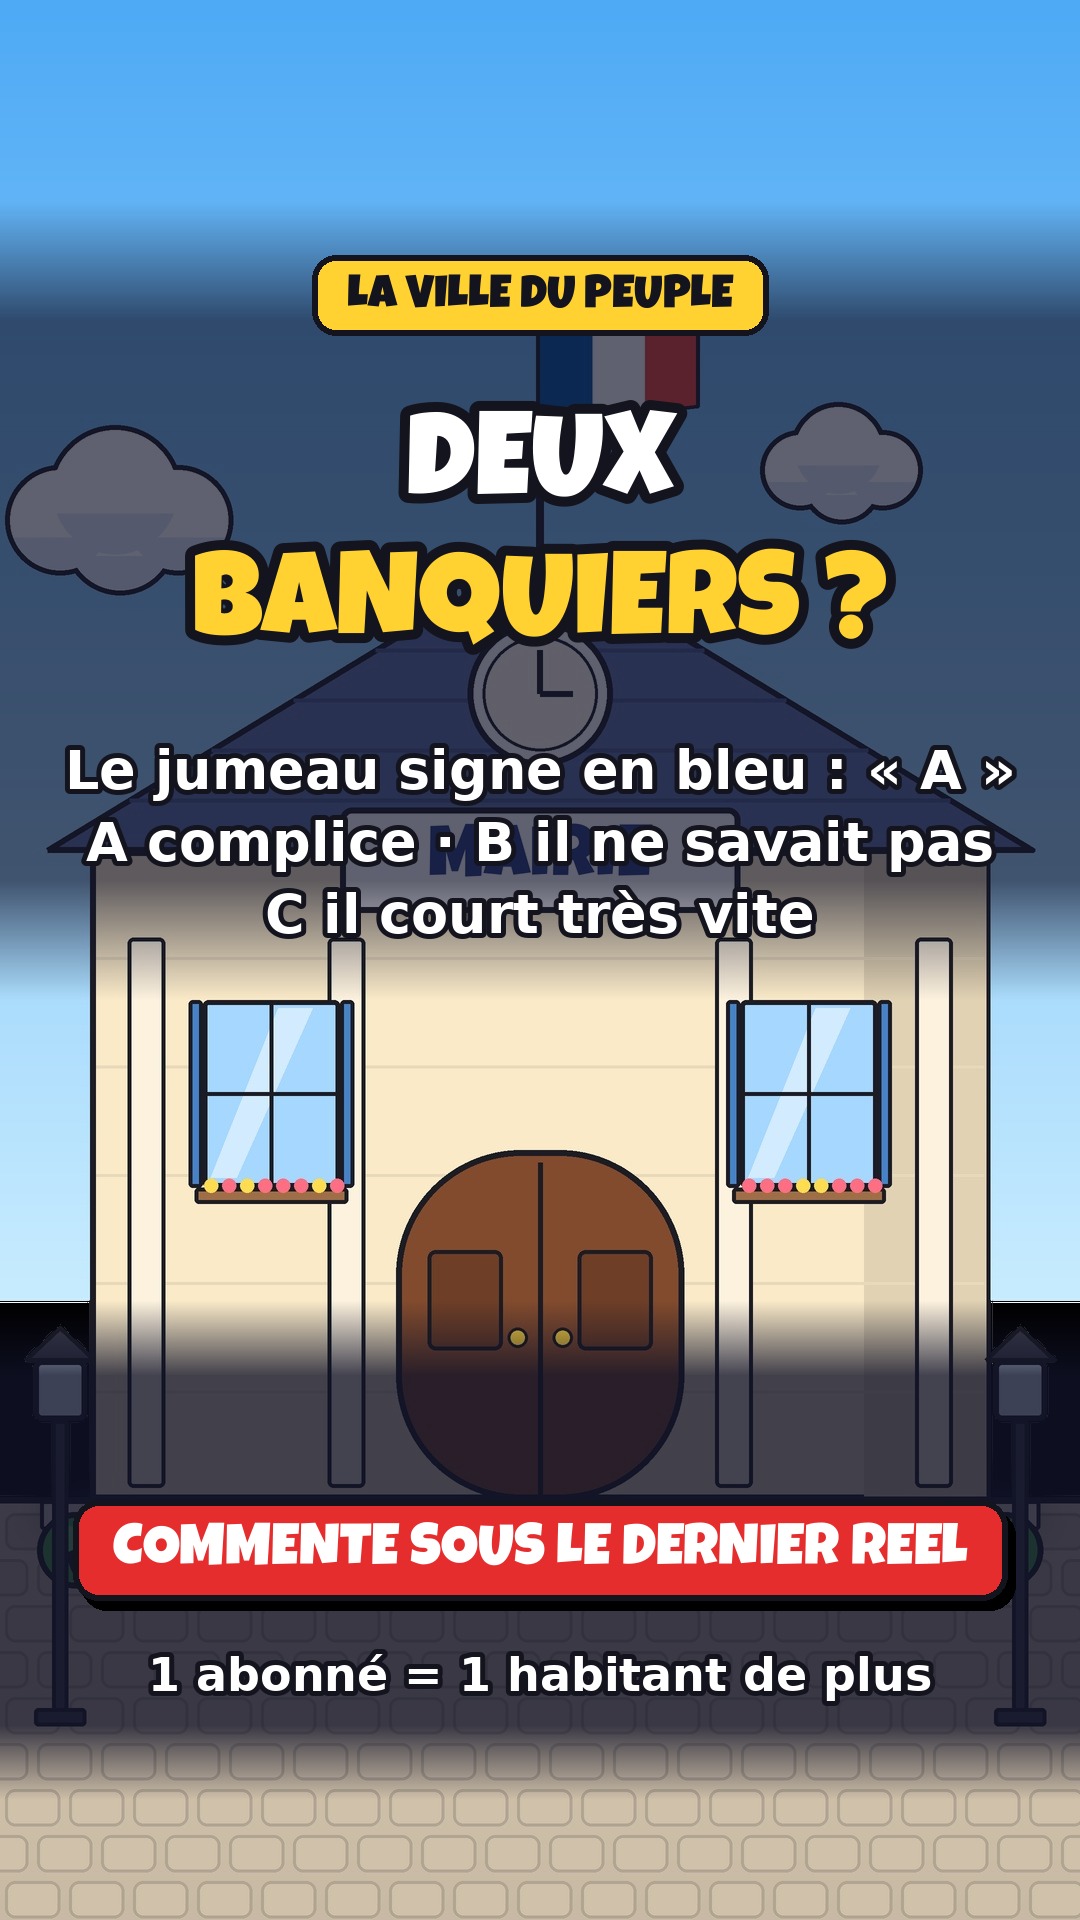 LA VILLE DU PEUPLE
DEUX
BANQUIERS ?
Le jumeau signe en bleu : « A »
A complice · B il ne savait pas
MAIRIE
C il court très vite
COMMENTE SOUS LE DERNIER REEL
1 abonné = 1 habitant de plus